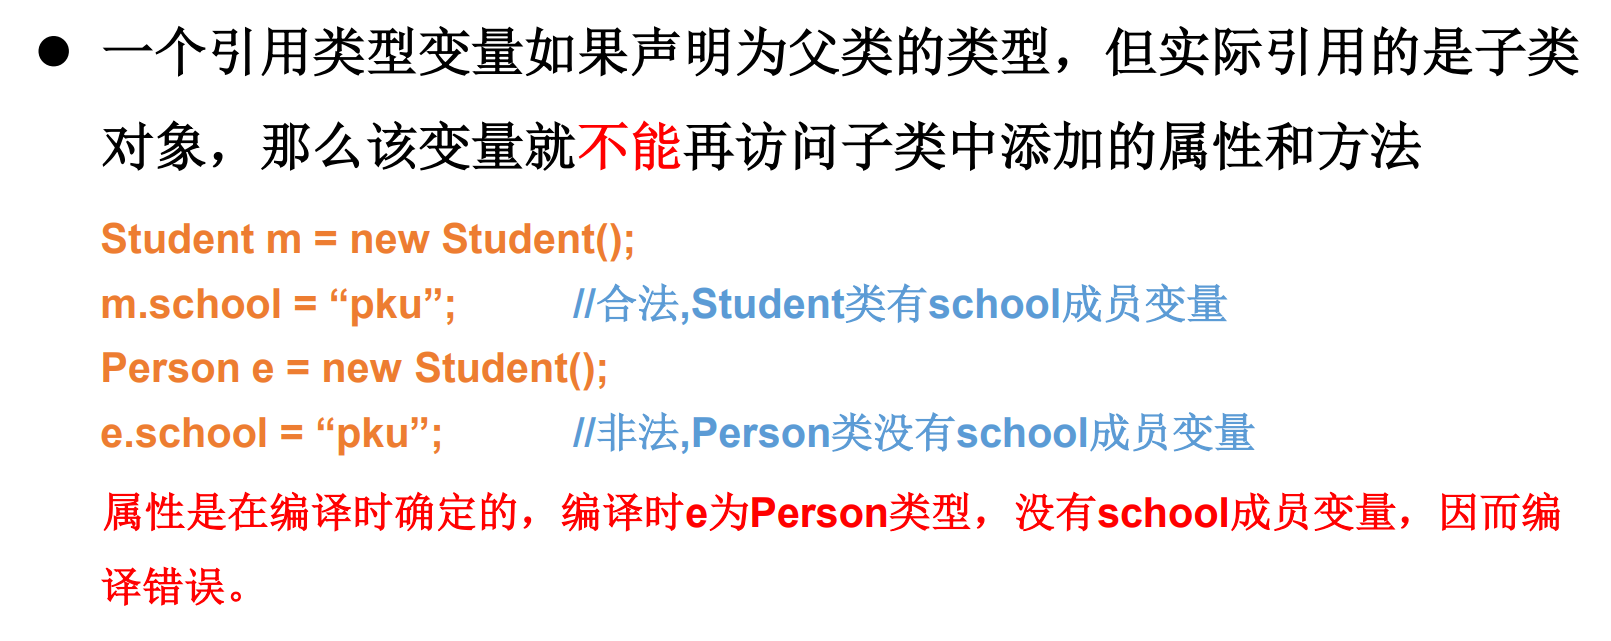 ● 一个引用类型变量如果声明为父类的类型，但实际引用的是子类
对象，那么该变量就不能再访问子类中添加的属性和方法
Student m = new Student();
m.school = “pku”; //合法,Student类有school成员变量
Person e = new Student();
e.school = “pku”; //非法,Person类没有school成员变量
属性是在编译时确定的，编译时e为Person类型，没有school成员变量，因而编
译错误。